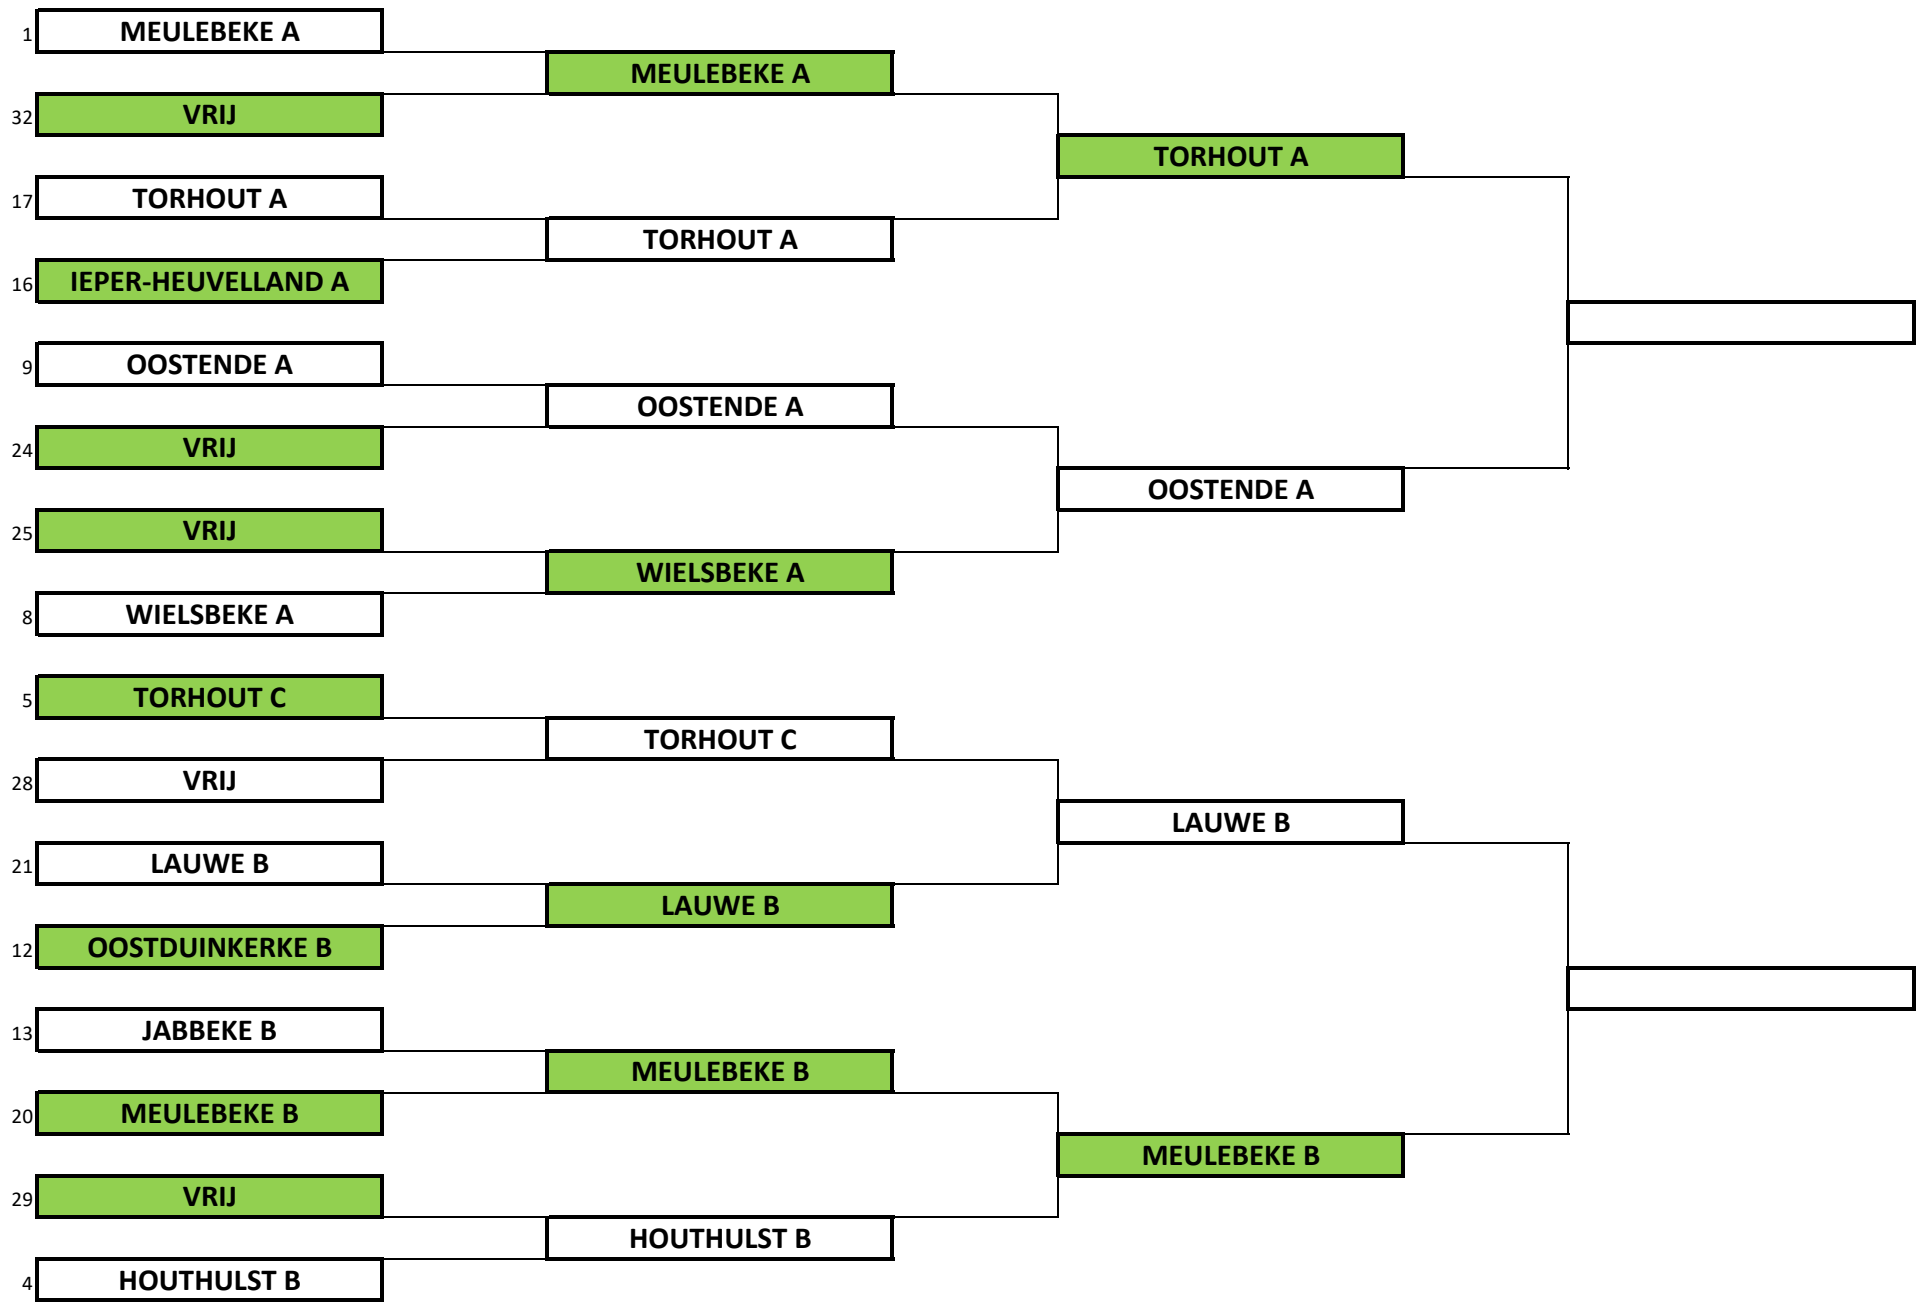 1 MEULEBEKE A
MEULEBEKE A
32 VRIJ
TORHOUT A
17 TORHOUT A
TORHOUT A
16 IEPER-HEUVELLAND A
9 OOSTENDE A
OOSTENDE A
24 VRIJ
OOSTENDE A
25 VRIJ
WIELSBEKE A
8 WIELSBEKE A
5 TORHOUT C
TORHOUT C
28 VRIJ
LAUWE B
21 LAUWE B
LAUWE B
12 OOSTDUINKERKE B
13 JABBEKE B
MEULEBEKE B
20 MEULEBEKE B
MEULEBEKE B
29 VRIJ
HOUTHULST B
4 HOUTHULST B